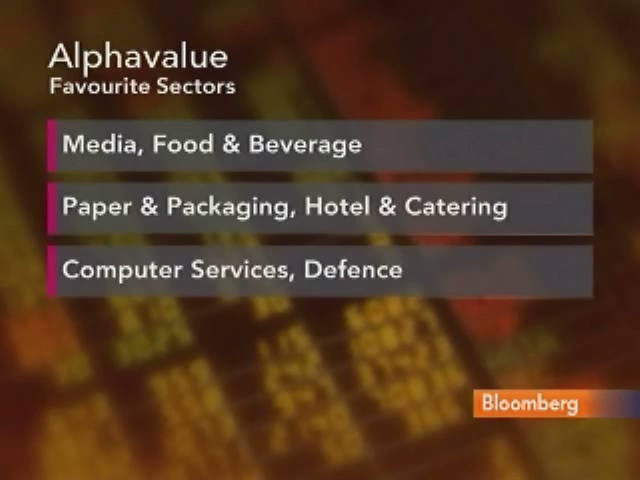 Alphavalue
Favourite Sectors
Media, Food & Beverage
Paper & Packaging, Hotel & Catering
Computer Services, Defence
Bloomberg